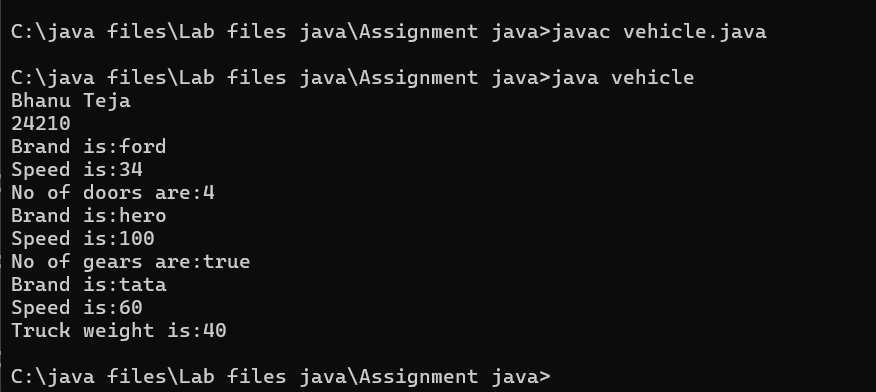 C:\java files\Lab files java\Assignment java>javac vehicle.java
C:\java files\Lab files java\Assignment java>java vehicle
Bhanu Teja
24210
Brand is:ford
Speed is:34
No of doors are:4
Brand is:hero
Speed is:100
No of gears are:true
Brand is:tata
Speed is:60
Truck weight is:40
C:\java files\Lab files java\Assignment java>